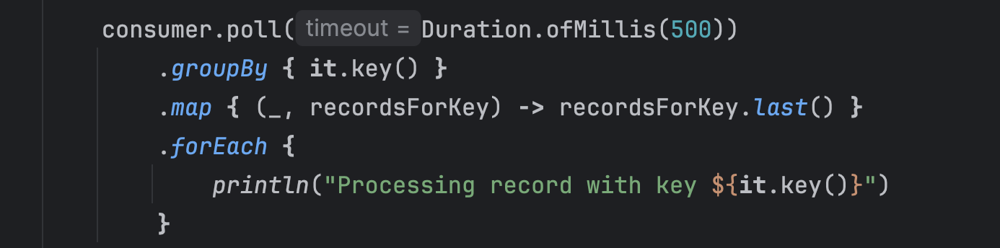 consumer.poll( timeout = Duration.ofMillis(500))
.groupBy { it.key() }
.map { (_, recordsForKey) -> recordsForKey.last() }
.forEach {
println("Processing record with key ${it.key()}")
}